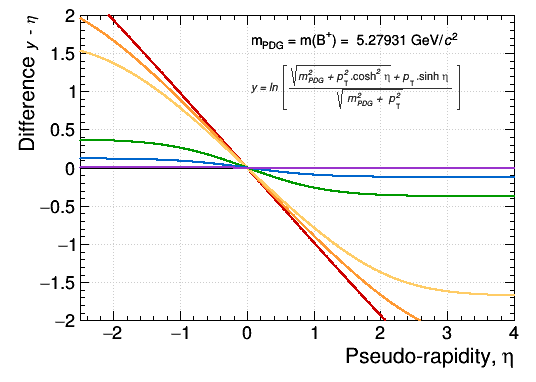 m_PDG = m(B⁺) = 5.27931 GeV/c²
y = ln [ (√(m²_PDG + p²_T .cosh² η) + p_T .sinh η) / √(m²_PDG + p²_T) ]
Difference y - η
2
1.5
1
0.5
0
−0.5
−1
−1.5
−2
−2 −1 0 1 2 3 4
Pseudo-rapidity, η